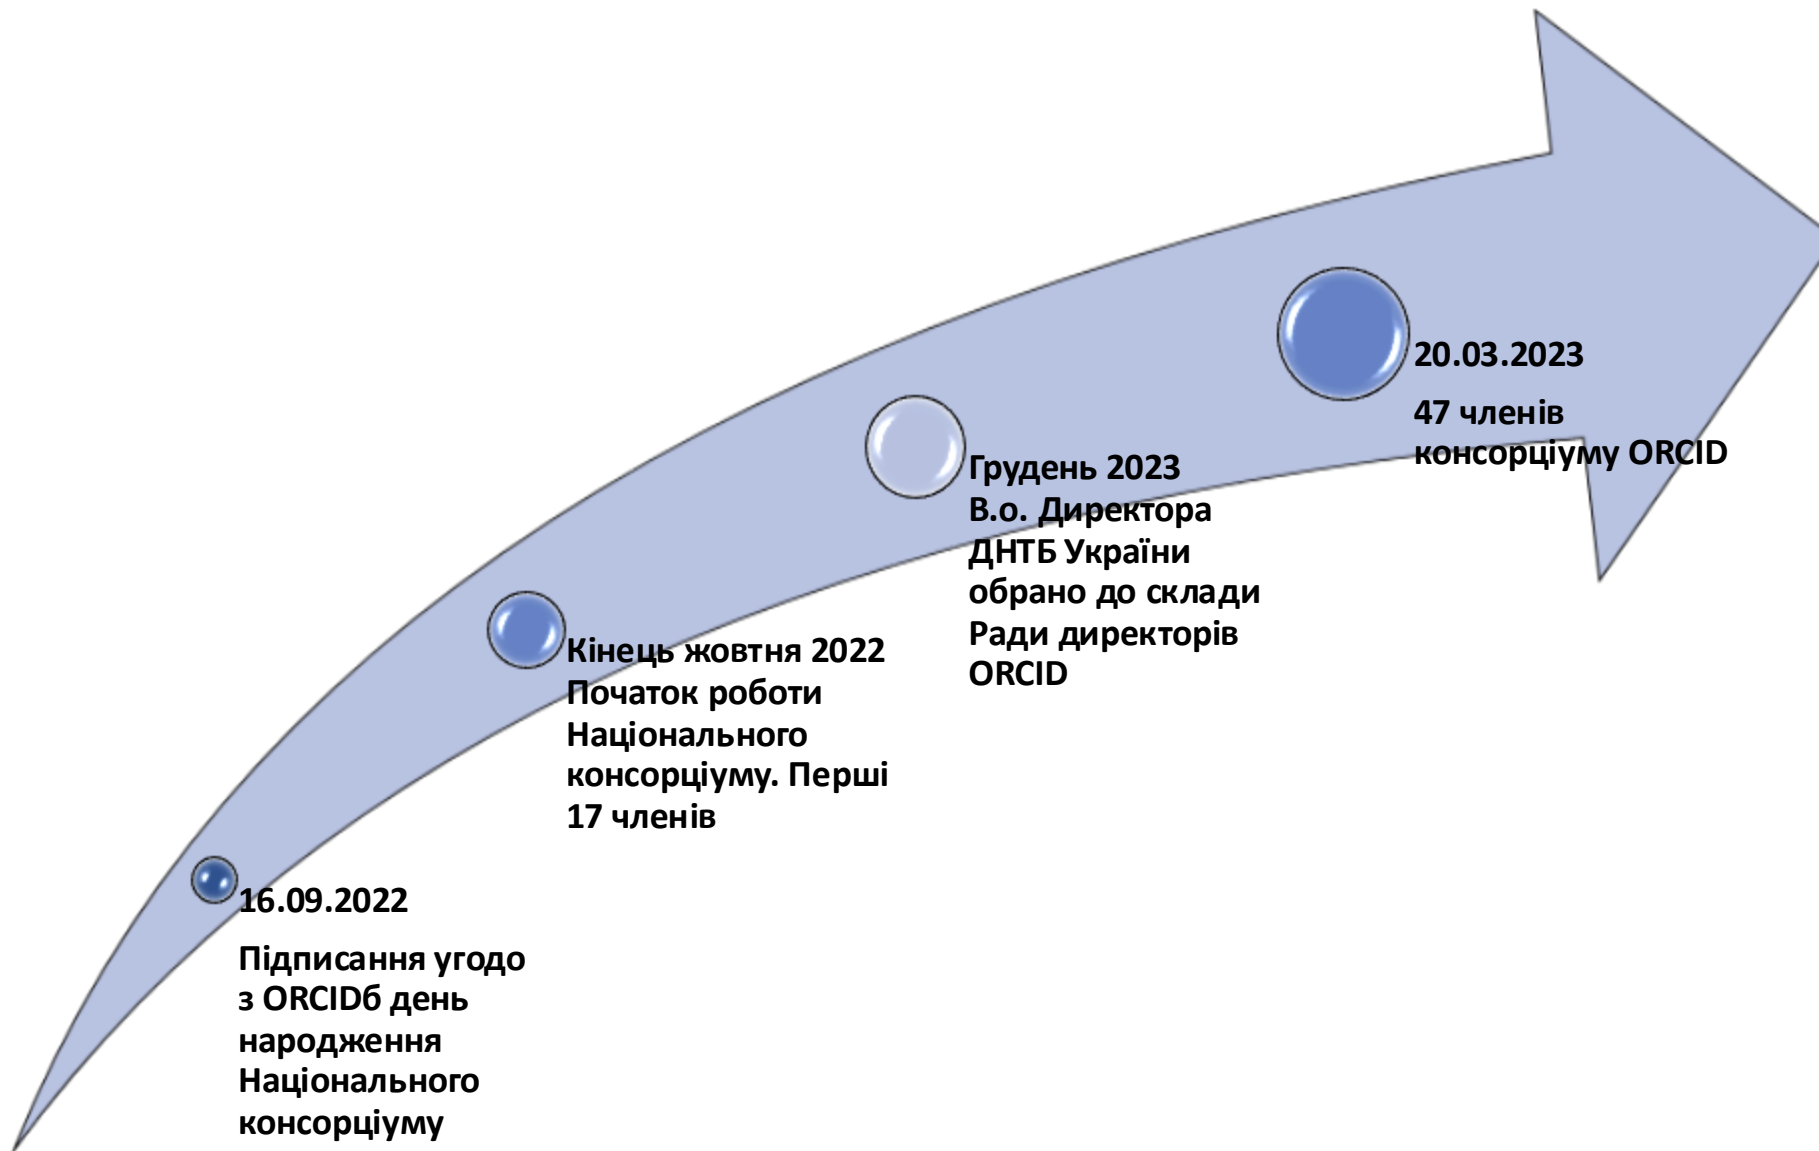 16.09.2022
Підписання угодо
з ORCIDб день
народження
Національного
консорціуму
Кінець жовтня 2022
Початок роботи
Національного
консорціуму. Перші
17 членів
Грудень 2023
В.о. Директора
ДНТБ України
обрано до склади
Ради директорів
ORCID
20.03.2023
47 членів
консорціуму ORCID